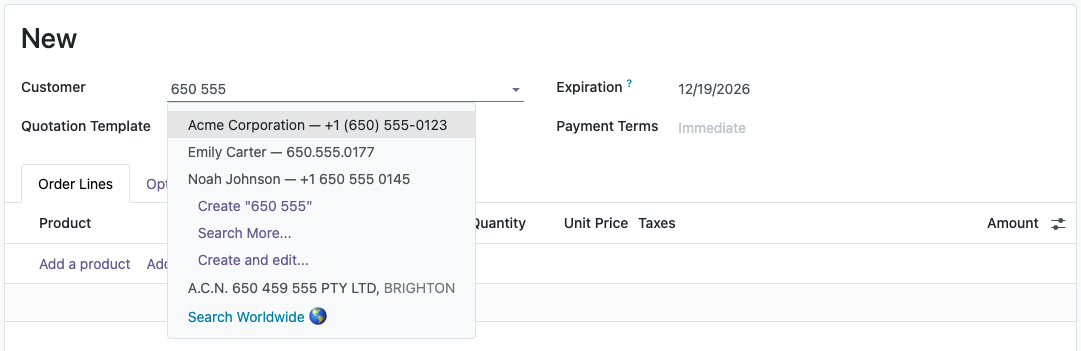 New
Customer 650 555 Expiration ? 12/19/2026
Quotation Template Payment Terms Immediate
Acme Corporation — +1 (650) 555-0123
Emily Carter — 650.555.0177
Noah Johnson — +1 650 555 0145
Create "650 555"
Search More...
Create and edit...
A.C.N. 650 459 555 PTY LTD, BRIGHTON
Search Worldwide
Order Lines Opt
Product Quantity Unit Price Taxes Amount
Add a product Add